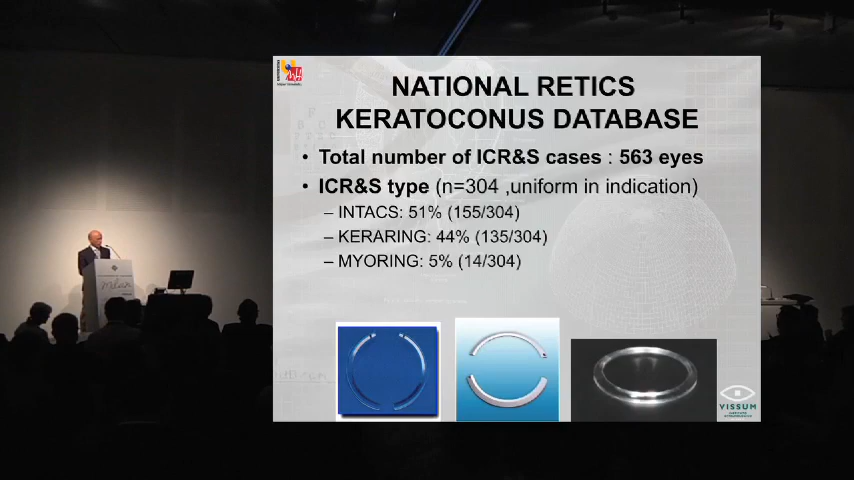 NATIONAL RETICS
KERATOCONUS DATABASE
• Total number of ICR&S cases : 563 eyes
• ICR&S type (n=304 ,uniform in indication)
– INTACS: 51% (155/304)
– KERARING: 44% (135/304)
– MYORING: 5% (14/304)
VISSUM